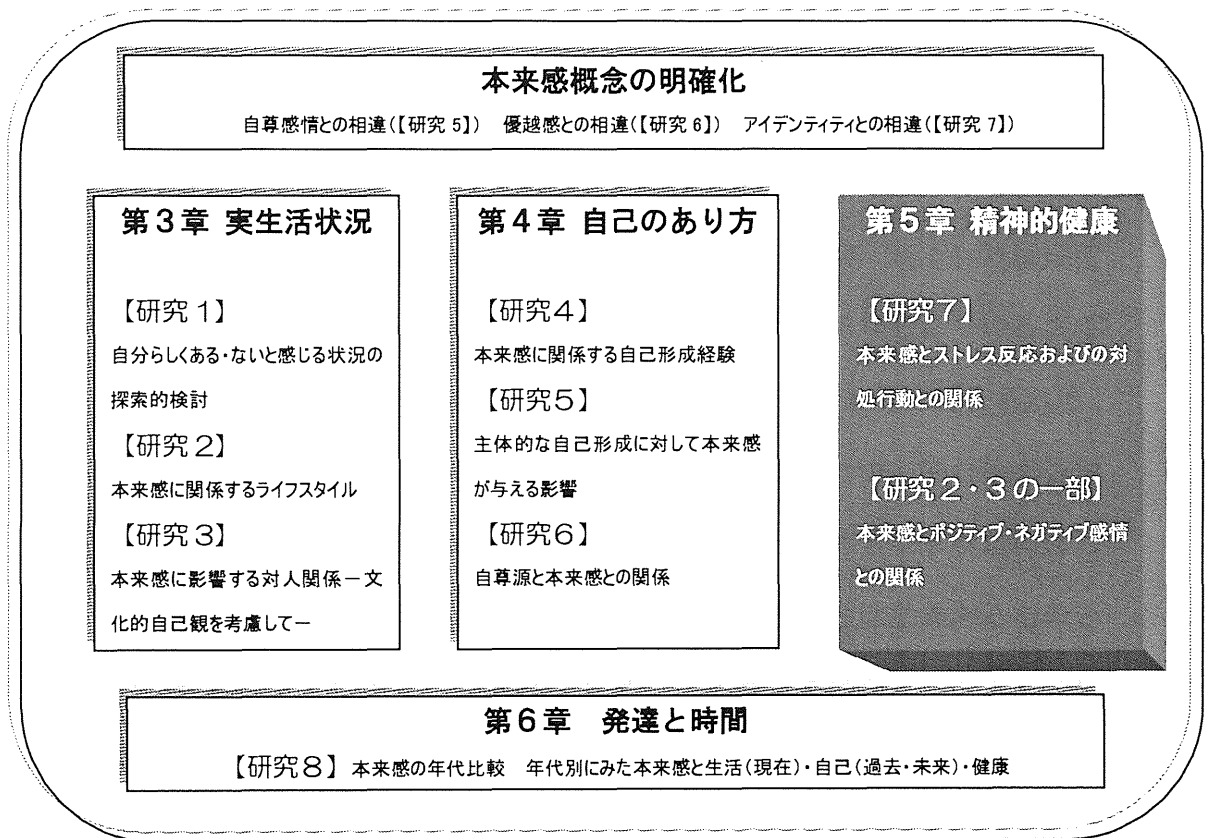 本来感概念の明確化
自尊感情との相違(【研究5】) 優越感との相違(【研究6】) アイデンティティとの相違(【研究7】)
第3章 実生活状況
【研究1】
自分らしくある・ないと感じる状況の
探索的検討
【研究2】
本来感に関係するライフスタイル
【研究3】
本来感に影響する対人関係－文
化的自己観を考慮して－
第4章 自己のあり方
【研究4】
本来感に関係する自己形成経験
【研究5】
主体的な自己形成に対して本来感
が与える影響
【研究6】
自尊源と本来感との関係
第5章 精神的健康
【研究7】
本来感とストレス反応およびの対
処行動との関係
【研究2・3の一部】
本来感とポジティブ・ネガティブ感情
との関係
第6章 発達と時間
【研究8】 本来感の年代比較 年代別にみた本来感と生活(現在)・自己(過去・未来)・健康